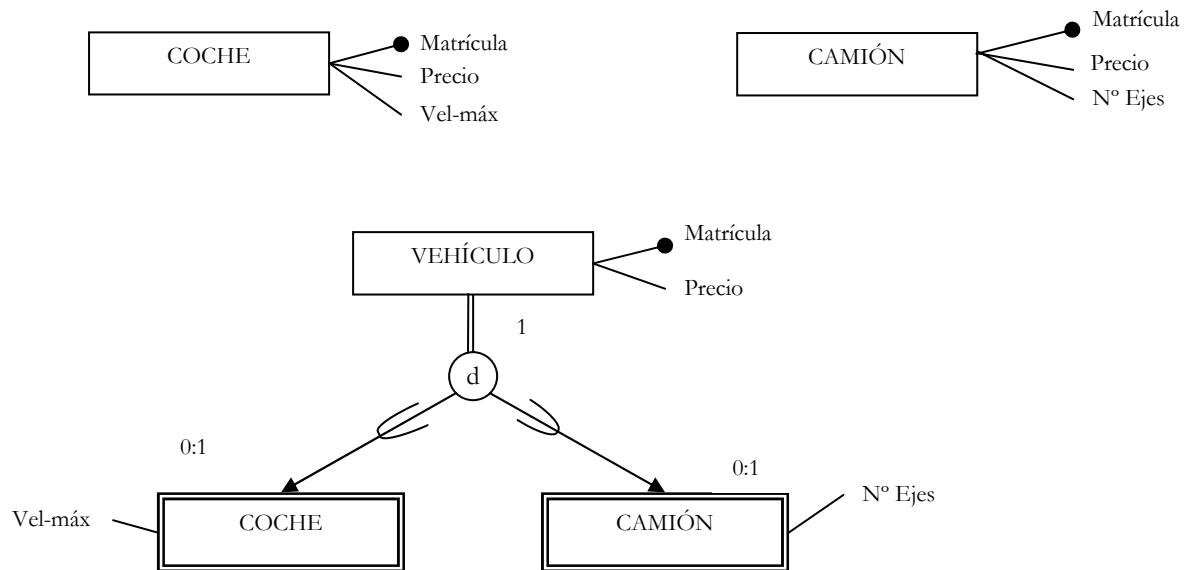 COCHE
Matrícula
Precio
Vel-máx
CAMIÓN
Matrícula
Precio
Nº Ejes
VEHÍCULO
Matrícula
Precio
1
d
0:1
0:1
Vel-máx
COCHE
CAMIÓN
Nº Ejes